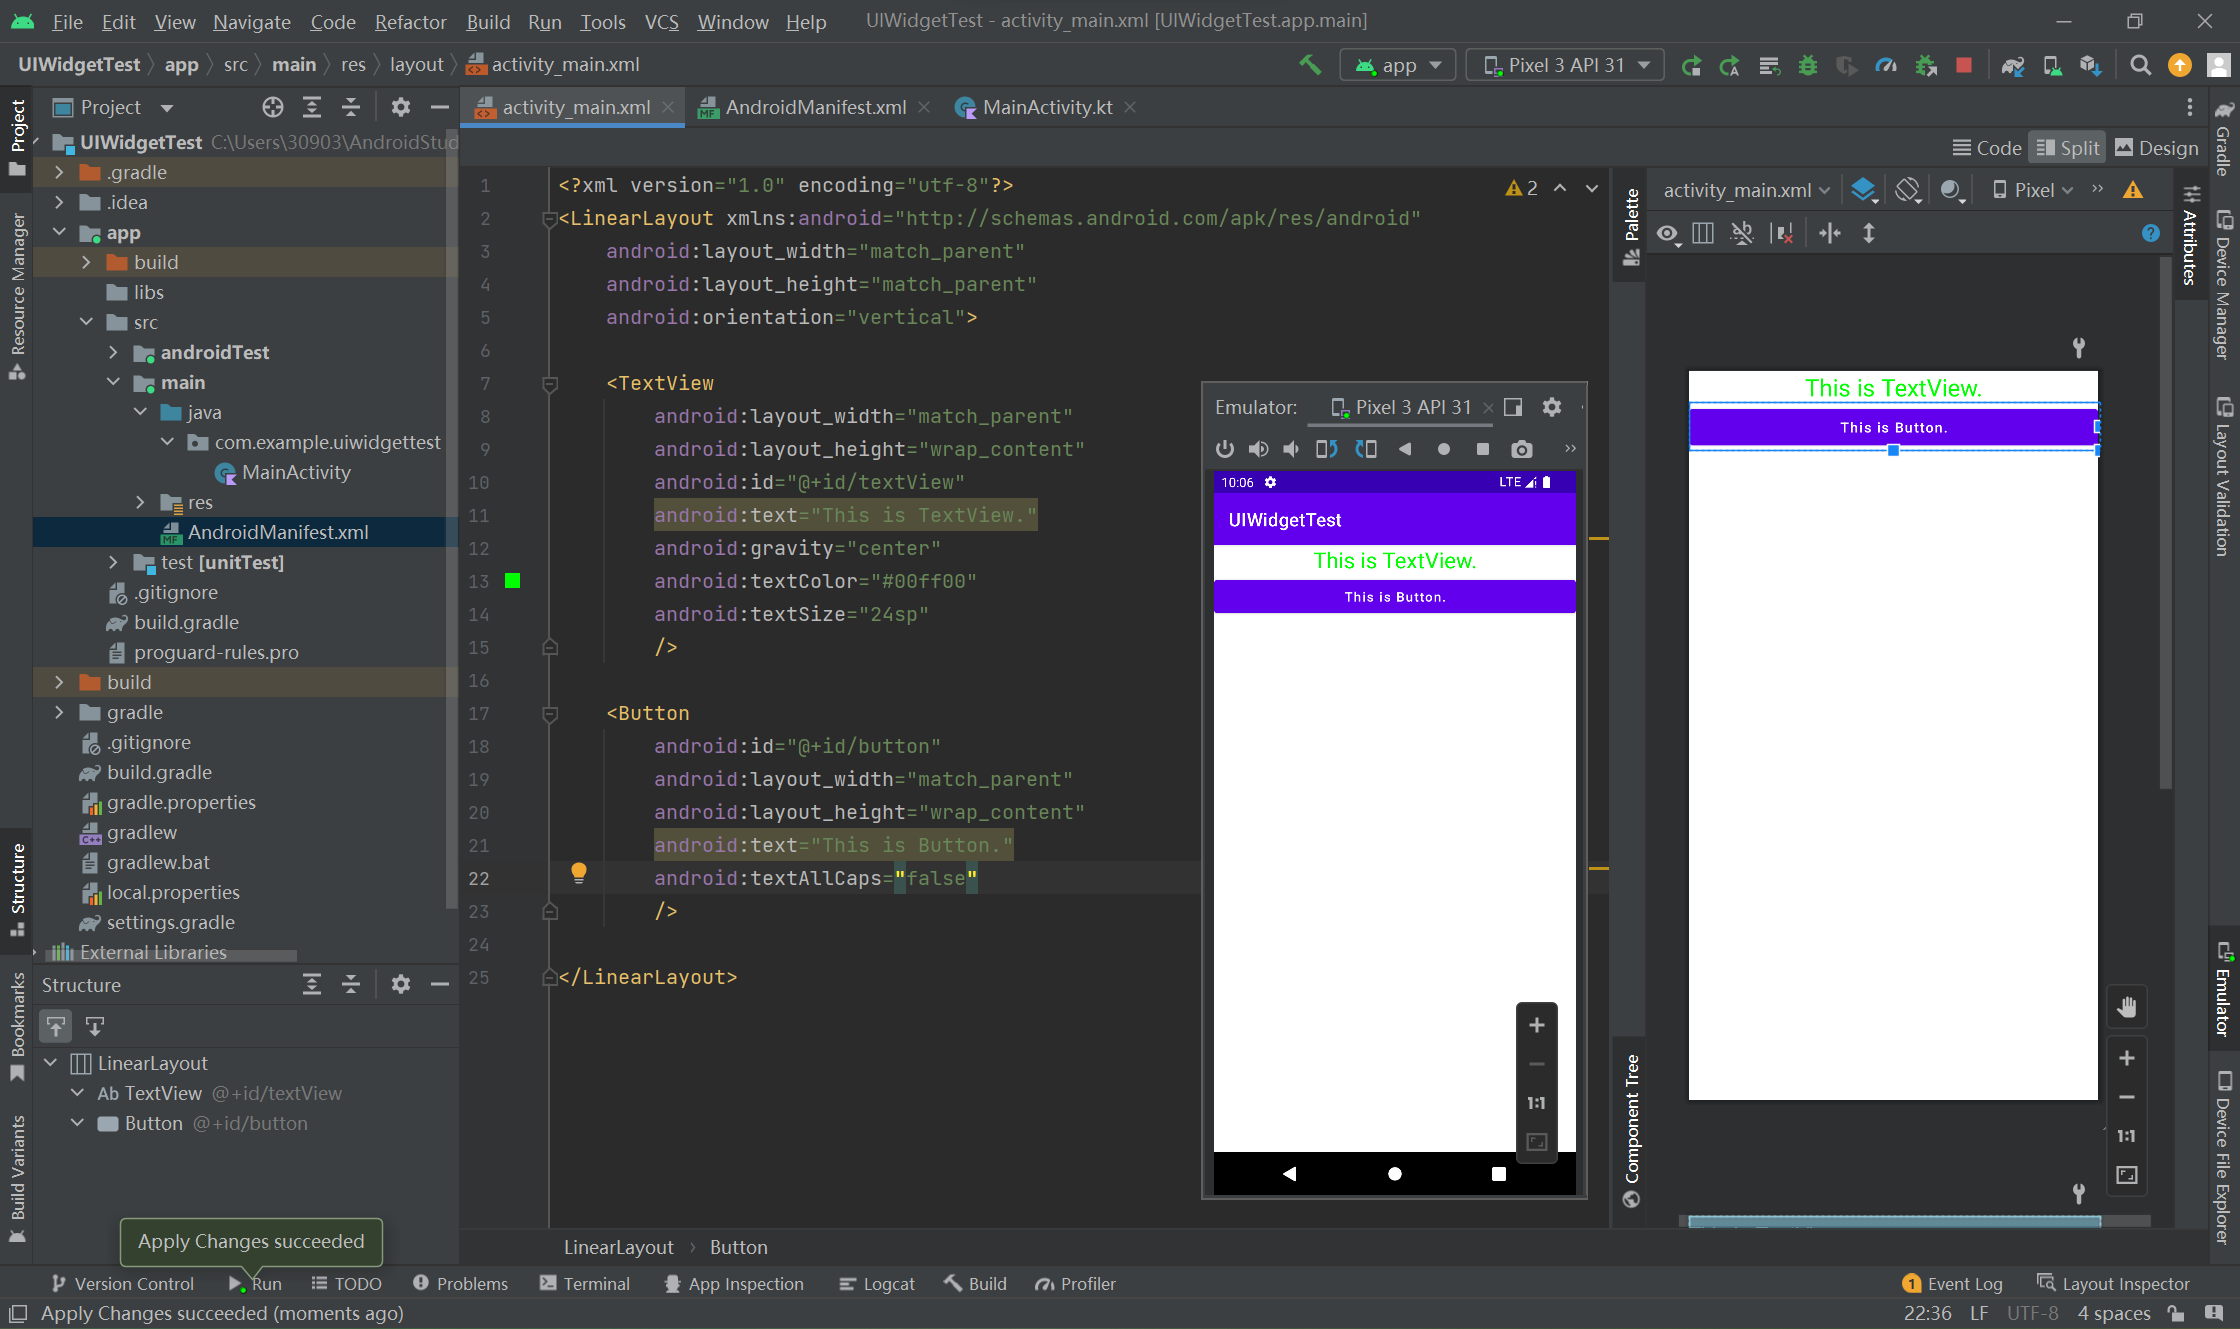 File Edit View Navigate Code Refactor Build Run Tools VCS Window Help UIWidgetTest - activity_main.xml [UIWidgetTest.app.main]
UIWidgetTest app src main res layout activity_main.xml app Pixel 3 API 31
Project
activity_main.xml AndroidManifest.xml MainActivity.kt
Code Split Design
Project
Resource Manager
Structure
Bookmarks
Build Variants
UIWidgetTest C:\Users\30903\AndroidStud
.gradle
.idea
app
build
libs
src
androidTest
main
java
com.example.uiwidgettest
MainActivity
res
AndroidManifest.xml
test [unitTest]
.gitignore
build.gradle
proguard-rules.pro
build
gradle
.gitignore
build.gradle
gradle.properties
gradlew
gradlew.bat
local.properties
settings.gradle
External Libraries
Structure
LinearLayout
Ab TextView @+id/textView
Button @+id/button
Apply Changes succeeded
1 <?xml version="1.0" encoding="utf-8"?>
2 <LinearLayout xmlns:android="http://schemas.android.com/apk/res/android"
3 android:layout_width="match_parent"
4 android:layout_height="match_parent"
5 android:orientation="vertical">
6
7 <TextView
8 android:layout_width="match_parent"
9 android:layout_height="wrap_content"
10 android:id="@+id/textView"
11 android:text="This is TextView."
12 android:gravity="center"
13 android:textColor="#00ff00"
14 android:textSize="24sp"
15 />
16
17 <Button
18 android:id="@+id/button"
19 android:layout_width="match_parent"
20 android:layout_height="wrap_content"
21 android:text="This is Button."
22 android:textAllCaps="false"
23 />
24
25 </LinearLayout>
2
Emulator: Pixel 3 API 31
10:06 LTE
UIWidgetTest
This is TextView.
This is Button.
1:1
Palette
Component Tree
activity_main.xml Pixel
This is TextView.
This is Button.
1:1
Attributes
Gradle
Device Manager
Layout Validation
Emulator
Device File Explorer
LinearLayout Button
Version Control Run TODO Problems Terminal App Inspection Logcat Build Profiler 1 Event Log Layout Inspector
Apply Changes succeeded (moments ago) 22:36 LF UTF-8 4 spaces